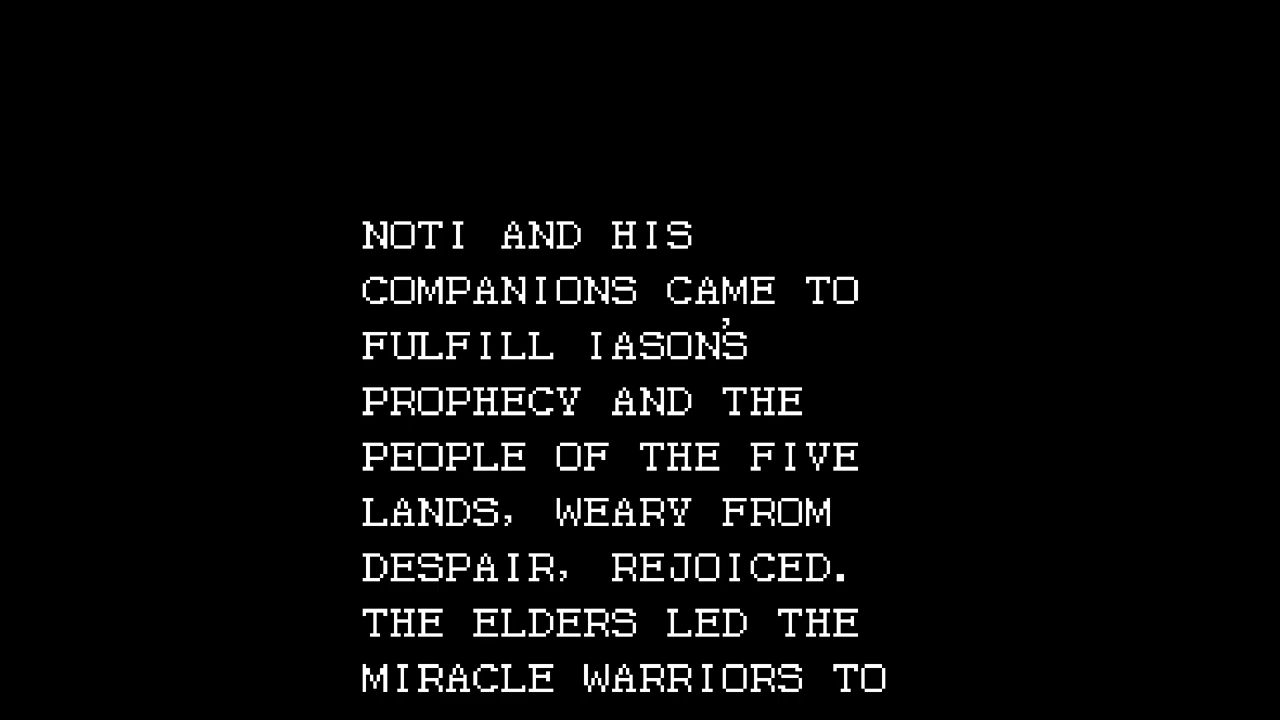 NOTI AND HIS
COMPANIONS CAME TO
FULFILL IASON'S
PROPHECY AND THE
PEOPLE OF THE FIVE
LANDS, WEARY FROM
DESPAIR, REJOICED.
THE ELDERS LED THE
MIRACLE WARRIORS TO